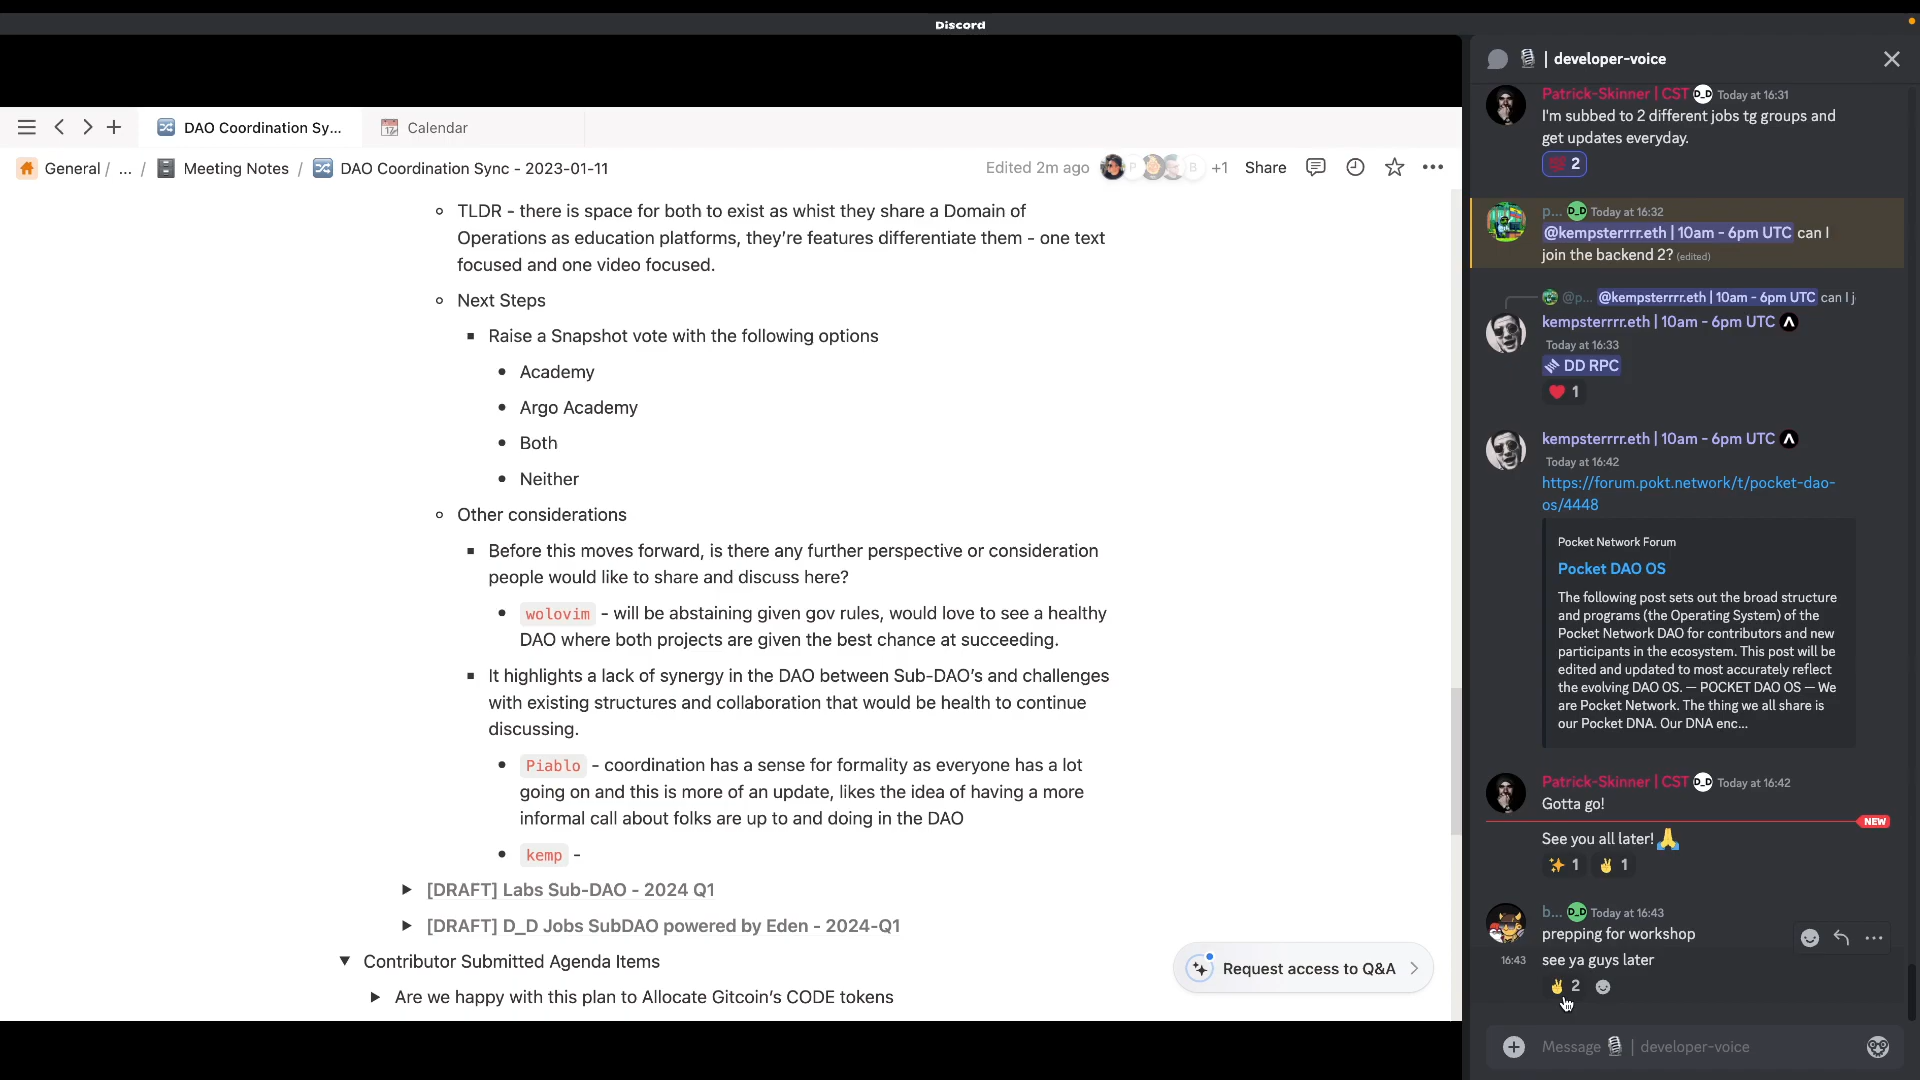 Discord
DAO Coordination Sy...
Calendar
General / ... / Meeting Notes / DAO Coordination Sync - 2023-01-11
Edited 2m ago
P
B
+1
Share
TLDR - there is space for both to exist as whist they share a Domain of
Operations as education platforms, they're features differentiate them - one text
focused and one video focused.
Next Steps
Raise a Snapshot vote with the following options
Academy
Argo Academy
Both
Neither
Other considerations
Before this moves forward, is there any further perspective or consideration
people would like to share and discuss here?
wolovim - will be abstaining given gov rules, would love to see a healthy
DAO where both projects are given the best chance at succeeding.
It highlights a lack of synergy in the DAO between Sub-DAO's and challenges
with existing structures and collaboration that would be health to continue
discussing.
Piablo - coordination has a sense for formality as everyone has a lot
going on and this is more of an update, likes the idea of having a more
informal call about folks are up to and doing in the DAO
kemp -
[DRAFT] Labs Sub-DAO - 2024 Q1
[DRAFT] D_D Jobs SubDAO powered by Eden - 2024-Q1
Contributor Submitted Agenda Items
Are we happy with this plan to Allocate Gitcoin's CODE tokens
Request access to Q&A
| developer-voice
Patrick-Skinner | CST D_D Today at 16:31
I'm subbed to 2 different jobs tg groups and
get updates everyday.
💯 2
p... D_D Today at 16:32
@kempsterrrr.eth | 10am - 6pm UTC can I
join the backend 2? (edited)
@p... @kempsterrrr.eth | 10am - 6pm UTC can I j
kempsterrrr.eth | 10am - 6pm UTC
Today at 16:33
DD RPC
❤️ 1
kempsterrrr.eth | 10am - 6pm UTC
Today at 16:42
https://forum.pokt.network/t/pocket-dao-
os/4448
Pocket Network Forum
Pocket DAO OS
The following post sets out the broad structure
and programs (the Operating System) of the
Pocket Network DAO for contributors and new
participants in the ecosystem. This post will be
edited and updated to most accurately reflect
the evolving DAO OS. — POCKET DAO OS — We
are Pocket Network. The thing we all share is
our Pocket DNA. Our DNA enc...
Patrick-Skinner | CST D_D Today at 16:42
Gotta go!
NEW
See you all later! 🙏
✨ 1 ✌️ 1
b... D_D Today at 16:43
prepping for workshop
16:43 see ya guys later
✌️ 2
Message | developer-voice